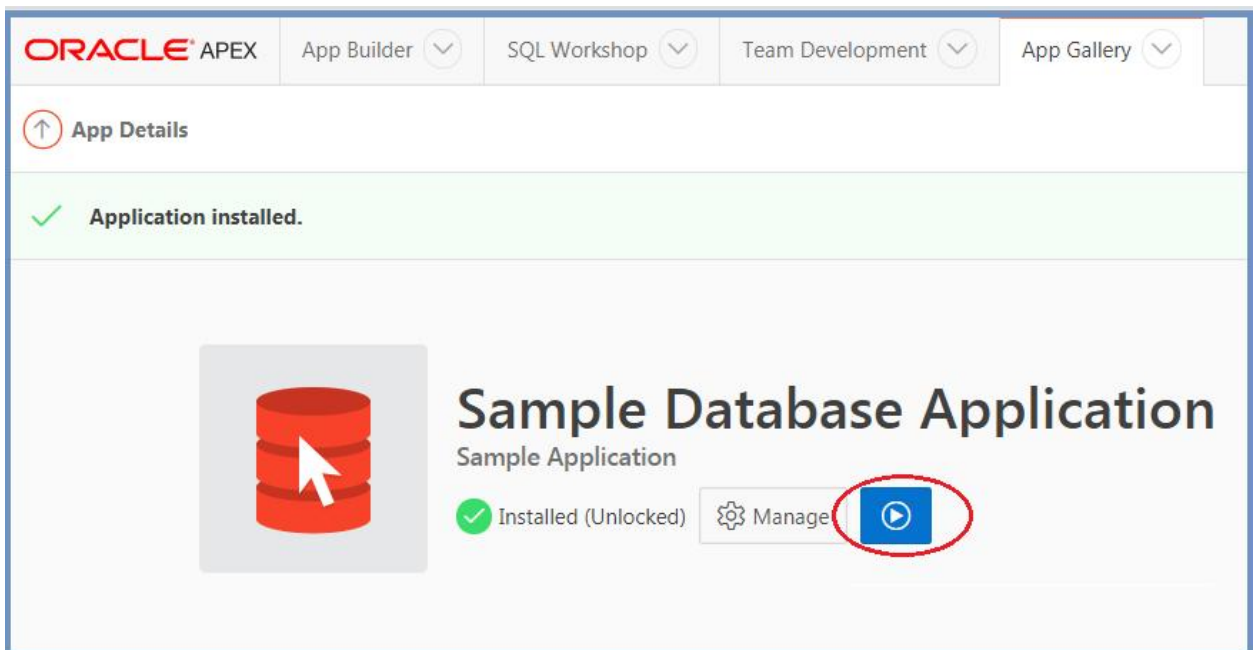 ORACLE APEX App Builder SQL Workshop Team Development App Gallery
App Details
Application installed.
Sample Database Application
Sample Application
Installed (Unlocked) Manage